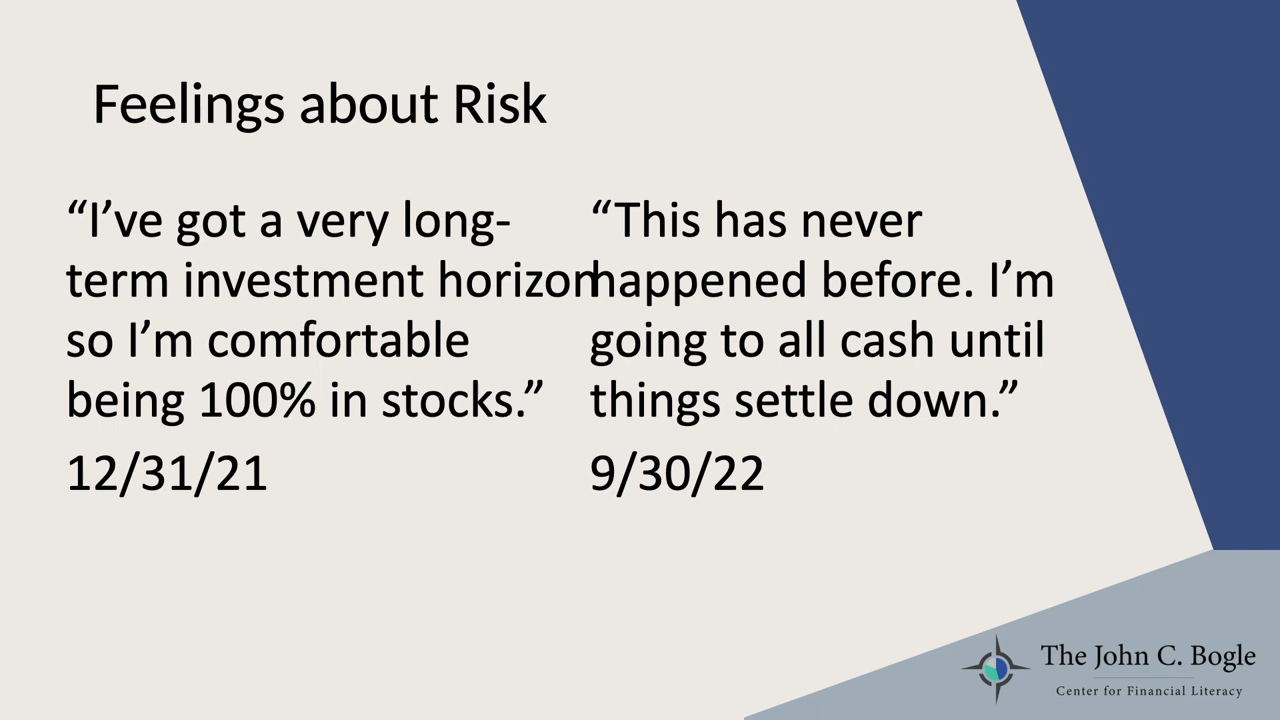 Feelings about Risk
“I’ve got a very long-
term investment horizon
so I’m comfortable
being 100% in stocks.”
12/31/21
“This has never
happened before. I’m
going to all cash until
things settle down.”
9/30/22
The John C. Bogle
Center for Financial Literacy